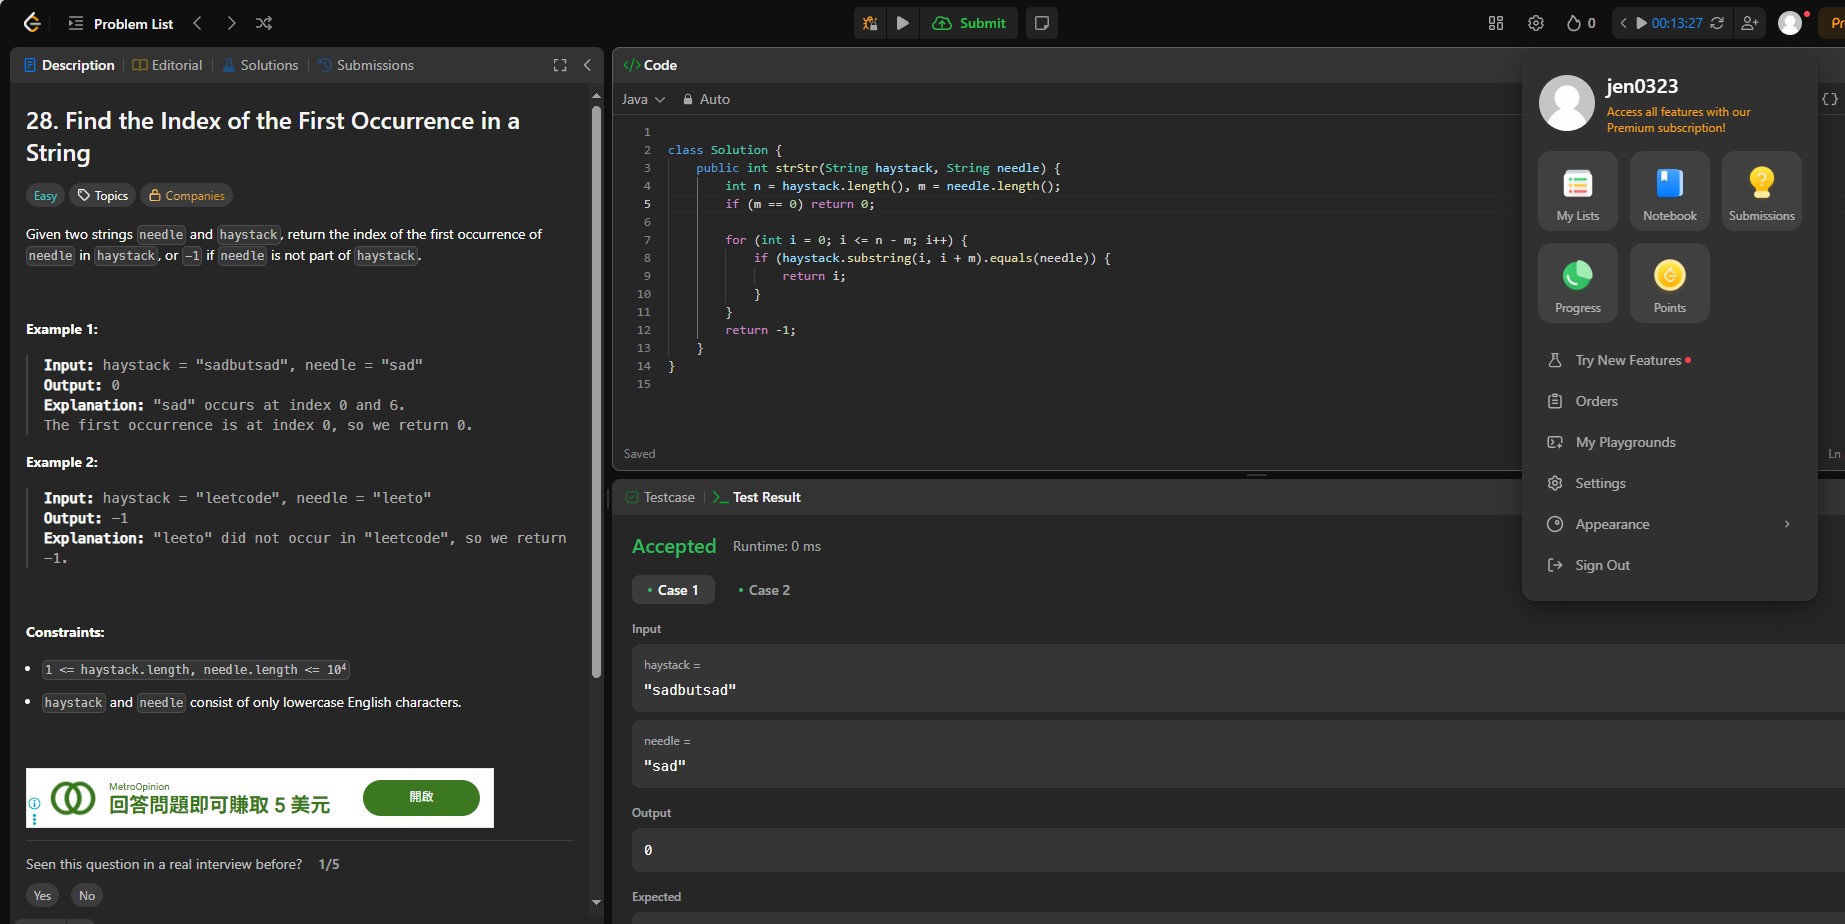 Problem List
Submit
0
00:13:27
Pr
Description
Editorial
Solutions
Submissions
28. Find the Index of the First Occurrence in a
String
Easy
Topics
Companies
Given two strings needle and haystack, return the index of the first occurrence of
needle in haystack, or -1 if needle is not part of haystack.
Example 1:
Input: haystack = "sadbutsad", needle = "sad"
Output: 0
Explanation: "sad" occurs at index 0 and 6.
The first occurrence is at index 0, so we return 0.
Example 2:
Input: haystack = "leetcode", needle = "leeto"
Output: -1
Explanation: "leeto" did not occur in "leetcode", so we return
-1.
Constraints:
• 1 <= haystack.length, needle.length <= 10⁴
• haystack and needle consist of only lowercase English characters.
MetroOpinion
回答問題即可賺取 5 美元
開啟
Seen this question in a real interview before? 1/5
Yes
No
</> Code
Java
Auto
1
2 class Solution {
3     public int strStr(String haystack, String needle) {
4         int n = haystack.length(), m = needle.length();
5         if (m == 0) return 0;
6
7         for (int i = 0; i <= n - m; i++) {
8             if (haystack.substring(i, i + m).equals(needle)) {
9                 return i;
10             }
11         }
12         return -1;
13     }
14 }
15
Saved
{}
Ln
Testcase
>_ Test Result
Accepted
Runtime: 0 ms
• Case 1
• Case 2
Input
haystack =
"sadbutsad"
needle =
"sad"
Output
0
Expected
jen0323
Access all features with our
Premium subscription!
My Lists
Notebook
Submissions
Progress
Points
Try New Features
Orders
My Playgrounds
Settings
Appearance
Sign Out